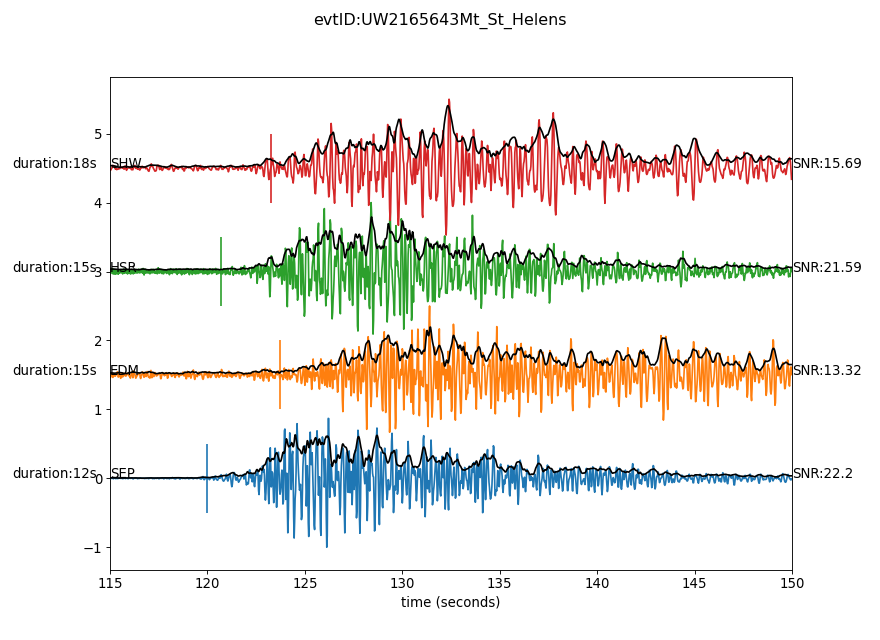 evtID:UW2165643Mt_St_Helens
5
duration:18s SHW SNR:15.69
4
duration:15s HSR SNR:21.59
3
2
duration:15s EDM SNR:13.32
1
duration:12s SEP SNR:22.2
0
−1
115 120 125 130 135 140 145 150
time (seconds)